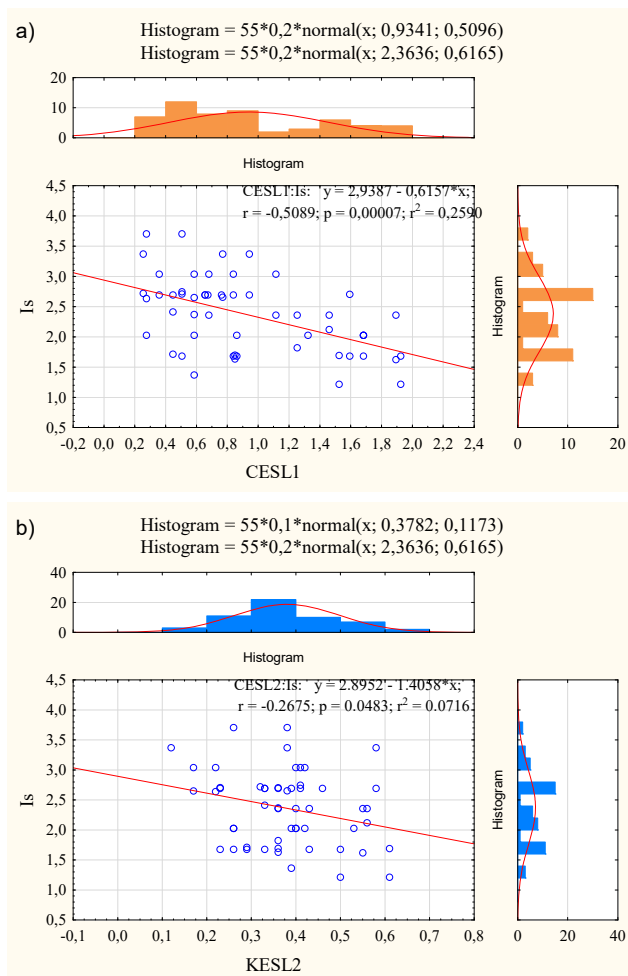 a)
Histogram = 55*0,2*normal(x; 0,9341; 0,5096)
Histogram = 55*0,2*normal(x; 2,3636; 0,6165)
20
10
0
Histogram
CESL1:Is: y = 2,9387 - 0,6157*x;
r = -0,5089; p = 0,00007; r² = 0,2590
4,5
4,0
3,5
3,0
2,5
2,0
1,5
1,0
0,5
Is
-0,2 0,0 0,2 0,4 0,6 0,8 1,0 1,2 1,4 1,6 1,8 2,0 2,2 2,4
CESL1
Histogram
0 10 20
b)
Histogram = 55*0,1*normal(x; 0,3782; 0,1173)
Histogram = 55*0,2*normal(x; 2,3636; 0,6165)
40
20
0
Histogram
CESL2:Is: y = 2.8952 - 1.4058*x;
r = -0.2675; p = 0.0483; r² = 0.0716
4,5
4,0
3,5
3,0
2,5
2,0
1,5
1,0
0,5
Is
-0,1 0,0 0,1 0,2 0,3 0,4 0,5 0,6 0,7 0,8
KESL2
Histogram
0 20 40